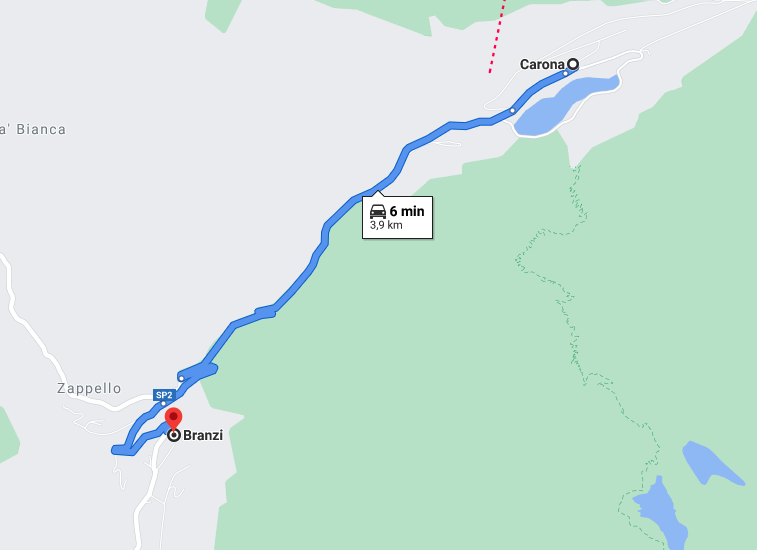 Carona
a' Bianca
6 min
3,9 km
Zappello
SP2
Branzi